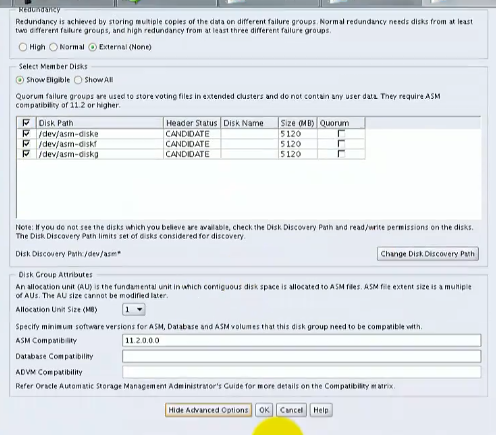 Redundancy
Redundancy is achieved by storing multiple copies of the data on different failure groups. Normal redundancy needs disks from at least
two different failure groups, and high redundancy from at least three different failure groups.
High Normal External (None)
Select Member Disks
Show Eligible Show All
Quorum failure groups are used to store voting files in extended clusters and do not contain any user data. They require ASM
compatibility of 11.2 or higher.
Disk Path Header Status Disk Name Size (MB) Quorum
/dev/asm-diske CANDIDATE 5120
/dev/asm-diskf CANDIDATE 5120
/dev/asm-diskg CANDIDATE 5120
Note: If you do not see the disks which you believe are available, check the Disk Discovery Path and read/write permissions on the disks.
The Disk Discovery Path limits set of disks considered for discovery.
Disk Discovery Path:/dev/asm* Change Disk Discovery Path
Disk Group Attributes
An allocation unit (AU) is the fundamental unit in which contiguous disk space is allocated to ASM files. ASM file extent size is a multiple
of AUs. The AU size cannot be modified later.
Allocation Unit Size (MB) 1
Specify minimum software versions for ASM, Database and ASM volumes that this disk group need to be compatible with.
ASM Compatibility 11.2.0.0.0
Database Compatibility
ADVM Compatibility
Refer Oracle Automatic Storage Management Administrator's Guide for more details on the Compatibility matrix.
Hide Advanced Options OK Cancel Help